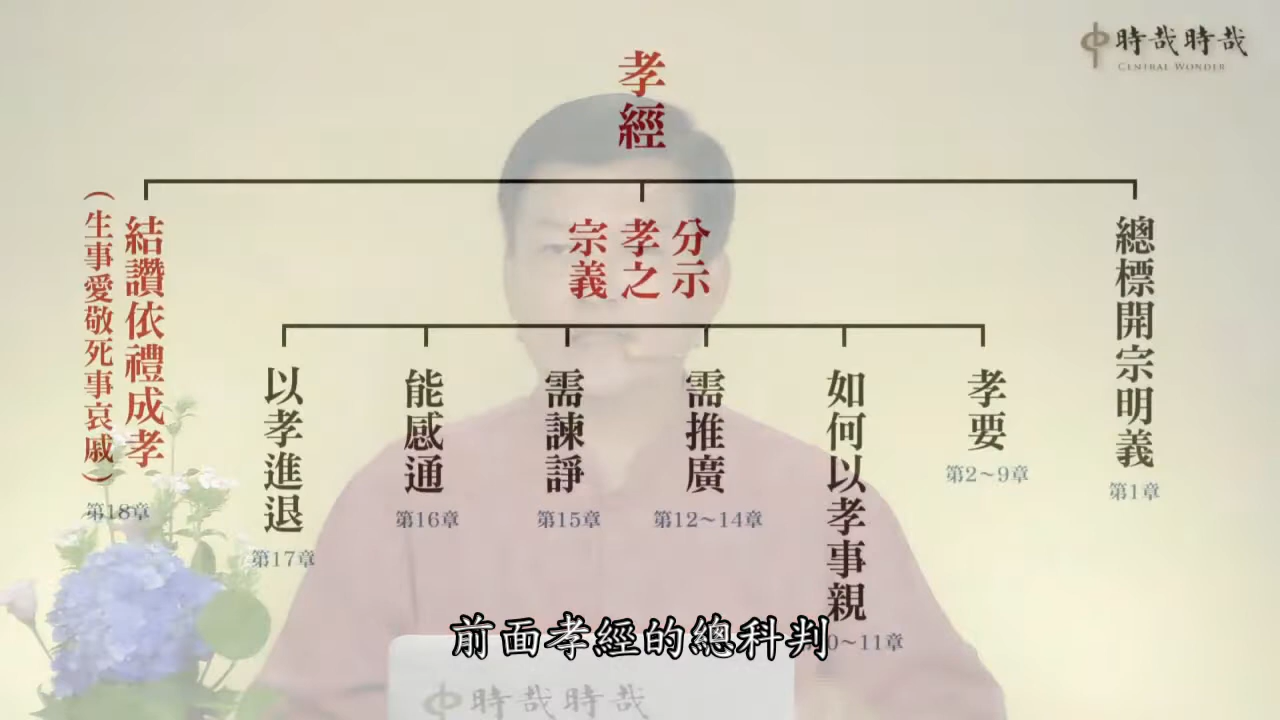 時哉時哉
CENTRAL WONDER
孝經
總標開宗明義
第1章
分示
孝之
宗義
孝要
第2～9章
如何以孝事親
0～11章
需推廣
第12～14章
需諫諍
第15章
能感通
第16章
以孝進退
第17章
結讚依禮成孝
（生事愛敬死事哀戚）
第18章
前面孝經的總科判
時哉時哉